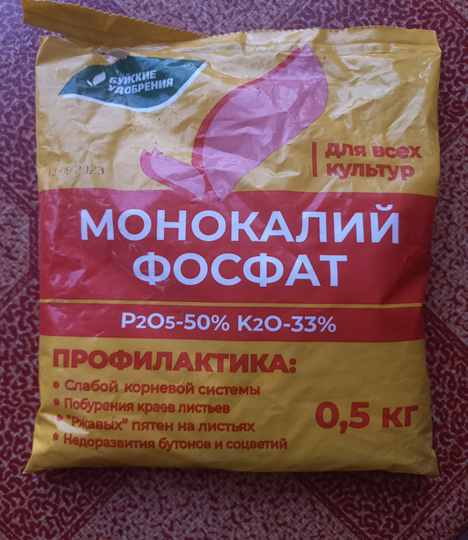 БУЙСКИЕ
УДОБРЕНИЯ
для всех
культур
МОНОКАЛИЙ
ФОСФАТ
P2O5-50% K2O-33%
ПРОФИЛАКТИКА:
• Слабой корневой системы
• Побурения краев листьев
• "Ржавых" пятен на листьях
• Недоразвития бутонов и соцветий
0,5 кг